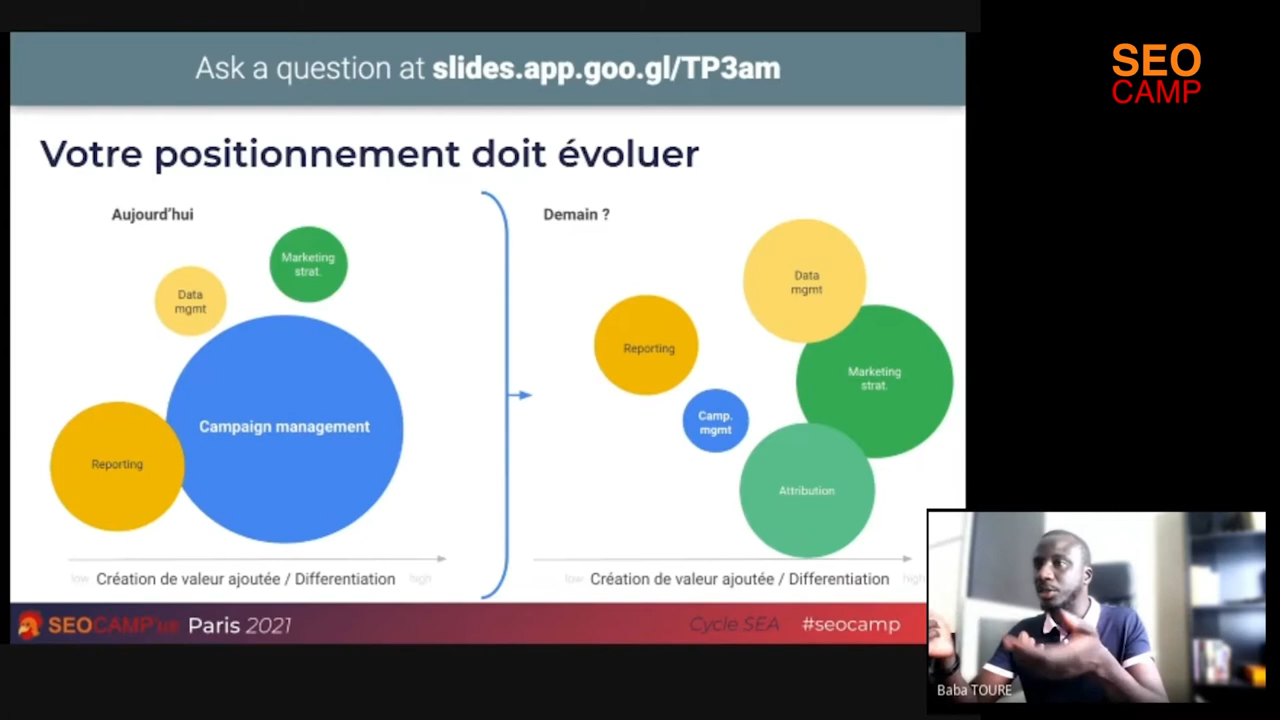 Ask a question at slides.app.goo.gl/TP3am
SEO
CAMP
Votre positionnement doit évoluer
Aujourd'hui
Demain ?
Marketing
strat.
Data
mgmt
Campaign management
Reporting
Data
mgmt
Reporting
Marketing
strat.
Camp.
mgmt
Attribution
low
Création de valeur ajoutée / Differentiation
high
low
Création de valeur ajoutée / Differentiation
high
SEOCAMP'us Paris 2021
Cycle SEA
#seocamp
Baba TOURE